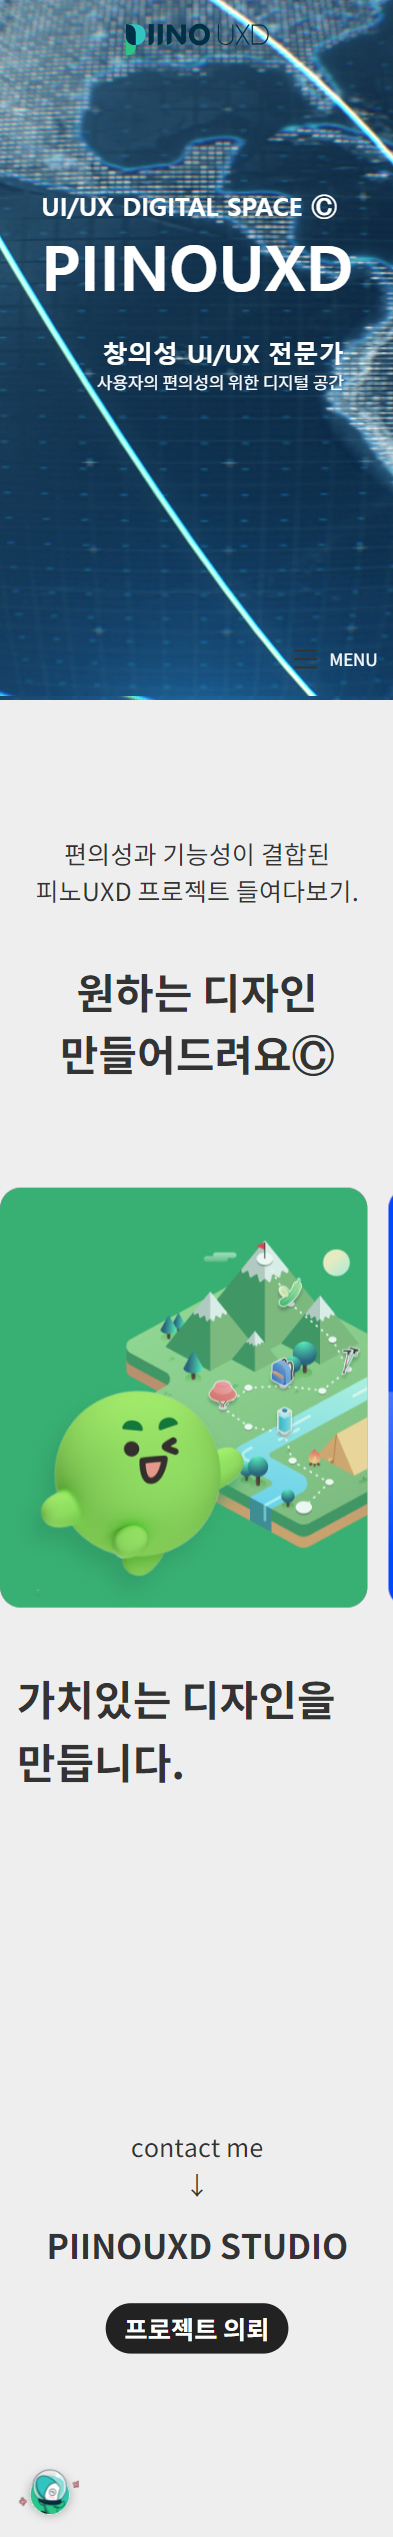 PIINO UXD
UI/UX DIGITAL SPACE Ⓒ
PIINOUXD
창의성 UI/UX 전문가
사용자의 편의성의 위한 디지털 공간
MENU
편의성과 기능성이 결합된
피노UXD 프로젝트 들여다보기.
원하는 디자인
만들어드려요Ⓒ
가치있는 디자인을
만듭니다.
contact me
↓
PIINOUXD STUDIO
프로젝트 의뢰